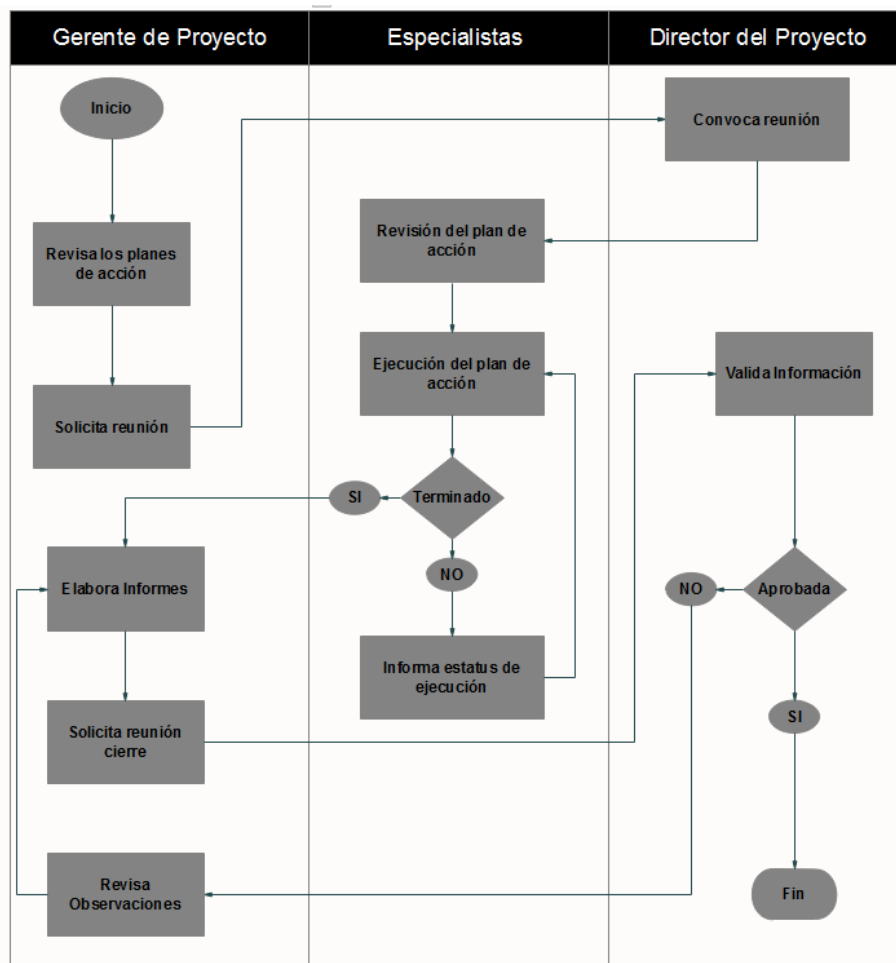 Gerente de Proyecto
Especialistas
Director del Proyecto
Inicio
Convoca reunión
Revisa los planes
de acción
Revisión del plan de
acción
Solicita reunión
Ejecución del plan de
acción
Valida Información
Terminado
SI
NO
Elabora Informes
Aprobada
NO
Informa estatus de
ejecución
SI
Solicita reunión
cierre
Revisa
Observaciones
Fin